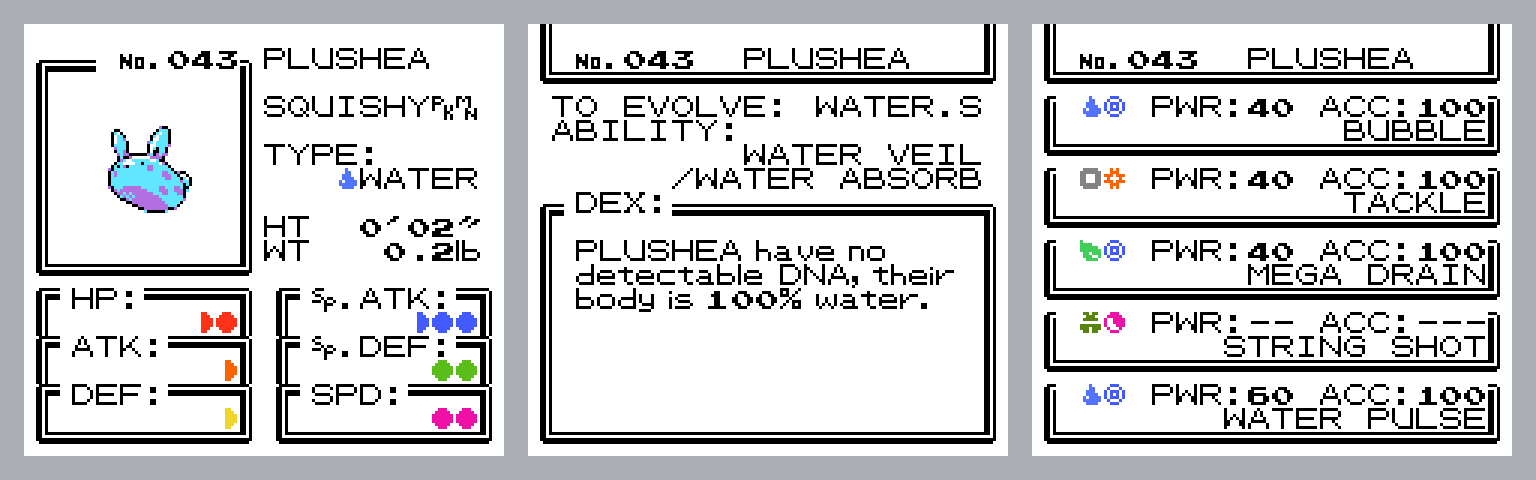 No. 043 PLUSHEA
SQUISHY PKMN
TYPE:
WATER
HT 0′02″
WT 0.2lb
HP:
ATK:
DEF:
Sp. ATK:
Sp. DEF:
SPD:
No. 043 PLUSHEA
TO EVOLVE: WATER.S
ABILITY:
WATER VEIL
/WATER ABSORB
DEX:
PLUSHEA have no
detectable DNA, their
body is 100% water.
No. 043 PLUSHEA
PWR:40 ACC:100
BUBBLE
PWR:40 ACC:100
TACKLE
PWR:40 ACC:100
MEGA DRAIN
PWR:-- ACC:---
STRING SHOT
PWR:60 ACC:100
WATER PULSE